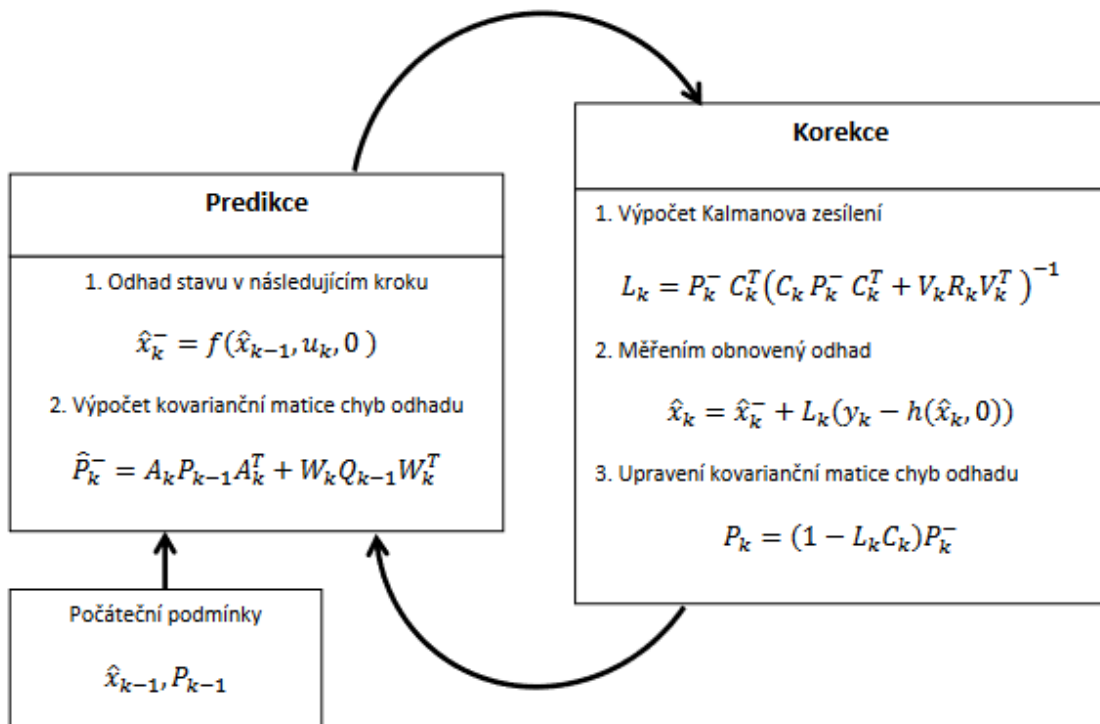 Predikce
1. Odhad stavu v následujícím kroku
x̂ₖ⁻ = f(x̂ₖ₋₁, uₖ, 0 )
2. Výpočet kovarianční matice chyb odhadu
P̂ₖ⁻ = AₖPₖ₋₁Aₖᵀ + WₖQₖ₋₁Wₖᵀ
Počáteční podmínky
x̂ₖ₋₁, Pₖ₋₁
Korekce
1. Výpočet Kalmanova zesílení
Lₖ = Pₖ⁻ Cₖᵀ(Cₖ Pₖ⁻ Cₖᵀ + VₖRₖVₖᵀ )⁻¹
2. Měřením obnovený odhad
x̂ₖ = x̂ₖ⁻ + Lₖ(yₖ − h(x̂ₖ, 0))
3. Upravení kovarianční matice chyb odhadu
Pₖ = (1 − LₖCₖ)Pₖ⁻